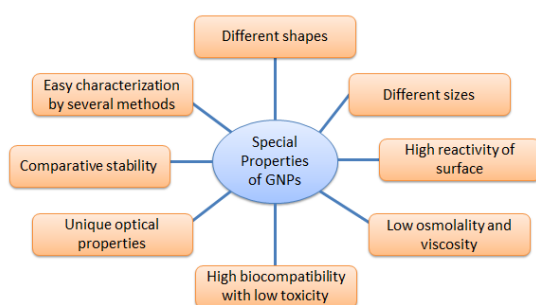 Different shapes
Easy characterization
by several methods
Different sizes
Special
Properties
of GNPs
High reactivity of
surface
Comparative stability
Unique optical
properties
Low osmolality and
viscosity
High biocompatibility
with low toxicity